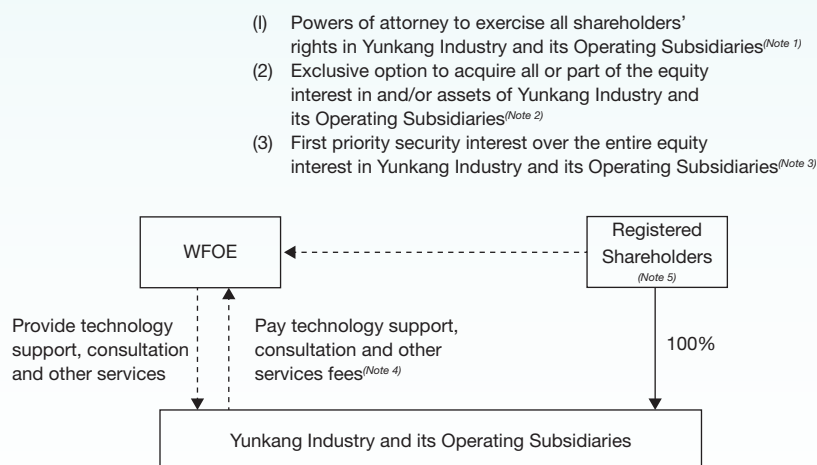 (l) Powers of attorney to exercise all shareholders’
rights in Yunkang Industry and its Operating Subsidiaries(Note 1)
(2) Exclusive option to acquire all or part of the equity
interest in and/or assets of Yunkang Industry and
its Operating Subsidiaries(Note 2)
(3) First priority security interest over the entire equity
interest in Yunkang Industry and its Operating Subsidiaries(Note 3)
WFOE
Registered
Shareholders
(Note 5)
Provide technology
support, consultation
and other services
Pay technology support,
consultation and other
services fees(Note 4)
100%
Yunkang Industry and its Operating Subsidiaries